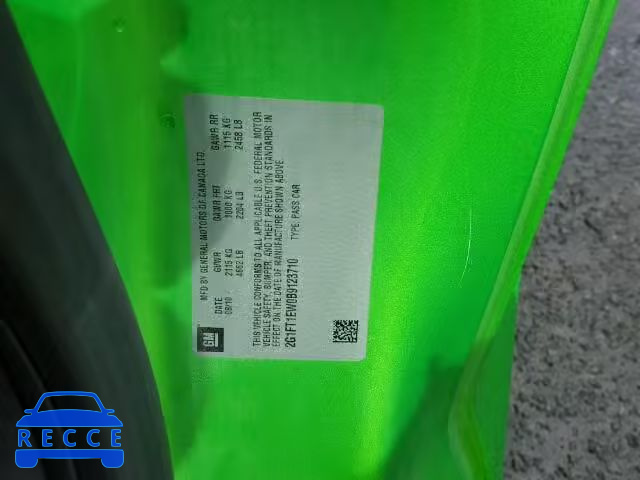 GM
MFD. BY GENERAL MOTORS OF CANADA LTD.
DATE GVWR GAWR FRT GAWR RR
08/10 2115 KG 1000 KG 1115 KG
4662 LB 2204 LB 2458 LB
THIS VEHICLE CONFORMS TO ALL APPLICABLE U.S. FEDERAL MOTOR
VEHICLE SAFETY, BUMPER, AND THEFT PREVENTION STANDARDS IN
EFFECT ON THE DATE OF MANUFACTURE SHOWN ABOVE.
2G1FT1EW0B9123710 TYPE: PASS CAR
RECCE